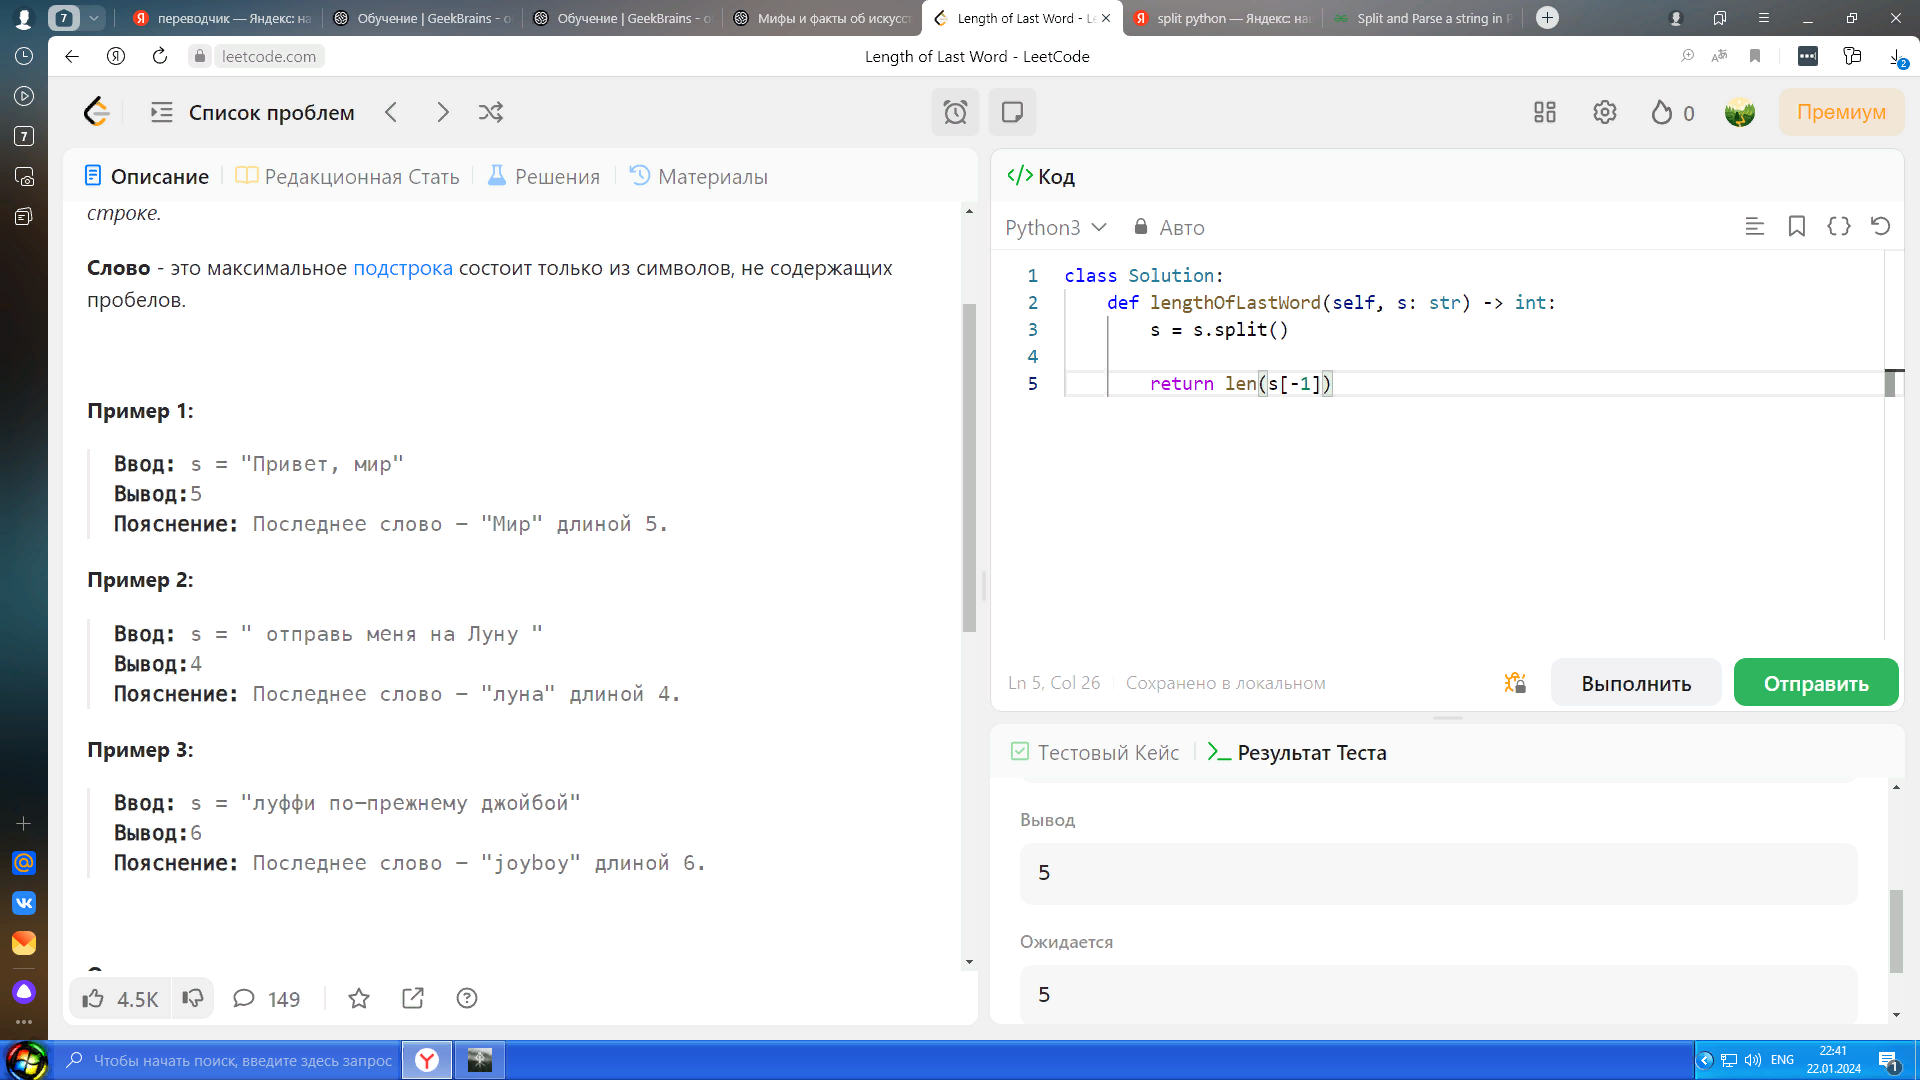 7
переводчик — Яндекс: на
Обучение | GeekBrains - о
Обучение | GeekBrains - о
Мифы и факты об искусст
Length of Last Word - Le
split python — Яндекс: на
Split and Parse a string in P
leetcode.com
Length of Last Word - LeetCode
2
7
Список проблем
0
Премиум
Описание
Редакционная Стать
Решения
Материалы
строке.
Слово - это максимальное подстрока состоит только из символов, не содержащих
пробелов.
Пример 1:
Ввод: s = "Привет, мир"
Вывод:5
Пояснение: Последнее слово – "Мир" длиной 5.
Пример 2:
Ввод: s = " отправь меня на Луну "
Вывод:4
Пояснение: Последнее слово – "луна" длиной 4.
Пример 3:
Ввод: s = "луффи по-прежнему джойбой"
Вывод:6
Пояснение: Последнее слово – "joyboy" длиной 6.
4.5K
149
Код
Python3
Авто
1 class Solution:
2 def lengthOfLastWord(self, s: str) -> int:
3 s = s.split()
4
5 return len(s[-1])
Ln 5, Col 26
Сохранено в локальном
Выполнить
Отправить
Тестовый Кейс
Результат Теста
Вывод
5
Ожидается
5
Чтобы начать поиск, введите здесь запрос
ENG
22:41
22.01.2024
1